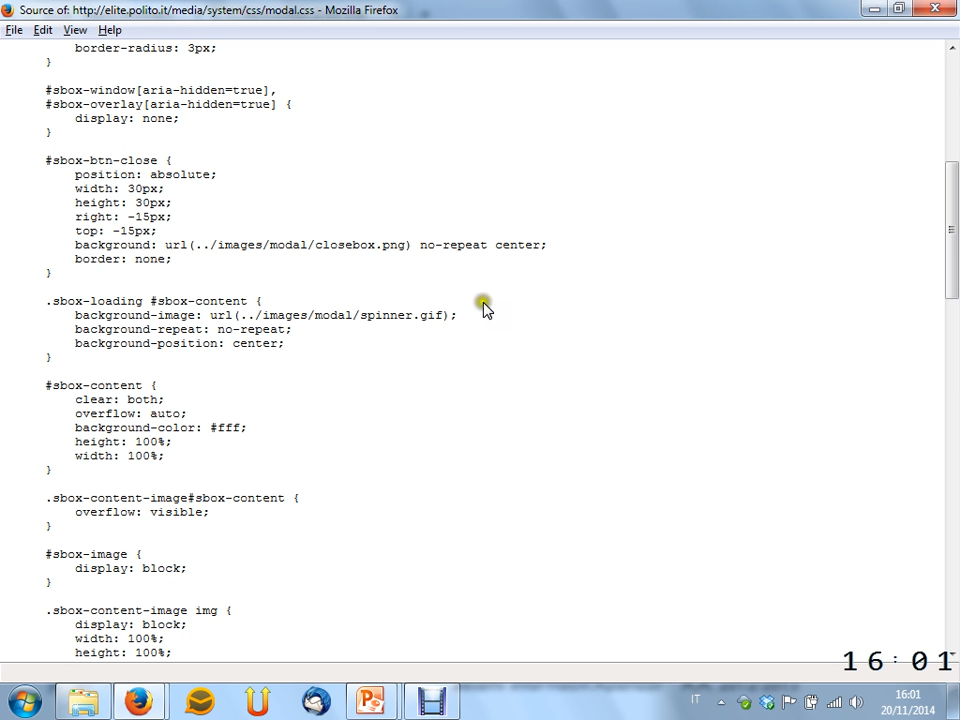 Source of: http://elite.polito.it/media/system/css/modal.css - Mozilla Firefox
File Edit View Help
border-radius: 3px;
}
#sbox-window[aria-hidden=true],
#sbox-overlay[aria-hidden=true] {
display: none;
}
#sbox-btn-close {
position: absolute;
width: 30px;
height: 30px;
right: -15px;
top: -15px;
background: url(../images/modal/closebox.png) no-repeat center;
border: none;
}
.sbox-loading #sbox-content {
background-image: url(../images/modal/spinner.gif);
background-repeat: no-repeat;
background-position: center;
}
#sbox-content {
clear: both;
overflow: auto;
background-color: #fff;
height: 100%;
width: 100%;
}
.sbox-content-image#sbox-content {
overflow: visible;
}
#sbox-image {
display: block;
}
.sbox-content-image img {
display: block;
width: 100%;
height: 100%;
16:01
IT
16:01
20/11/2014